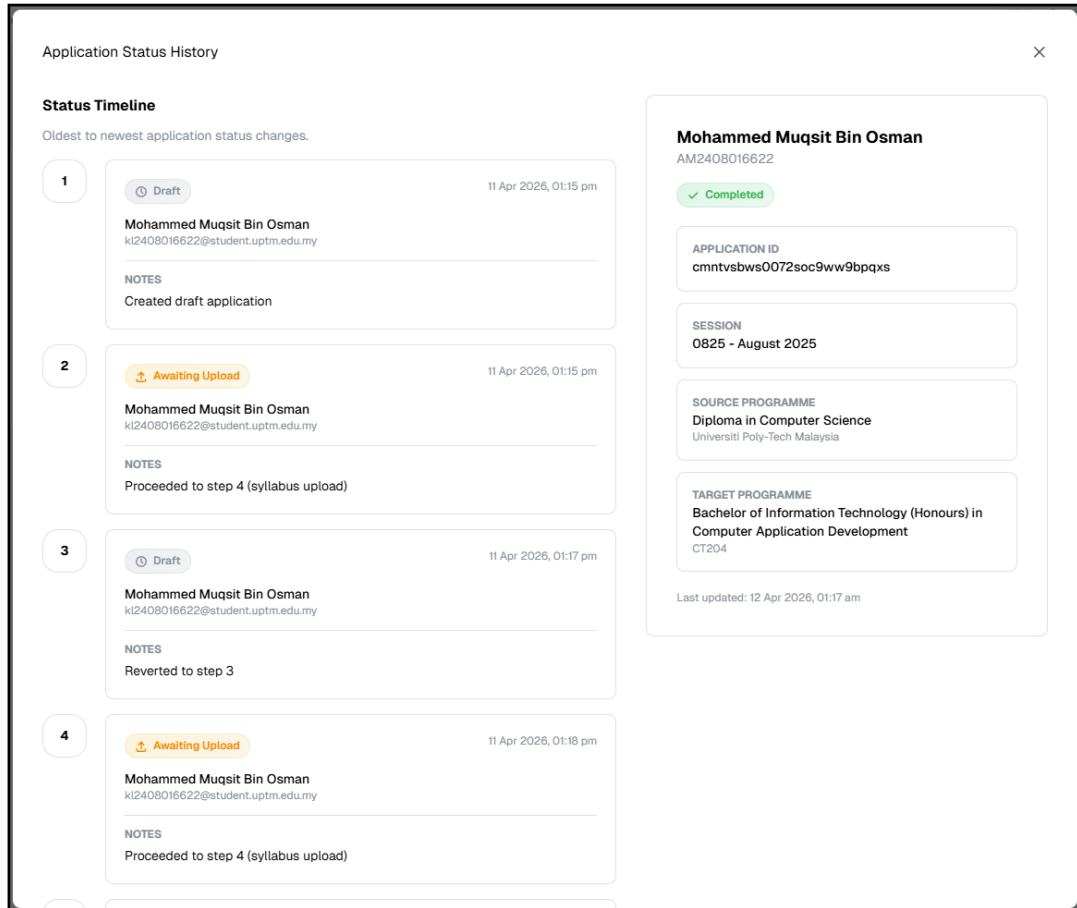 Application Status History
Status Timeline
Oldest to newest application status changes.
1
Draft
11 Apr 2026, 01:15 pm
Mohammed Muqsit Bin Osman
kl2408016622@student.uptm.edu.my
NOTES
Created draft application
2
Awaiting Upload
11 Apr 2026, 01:15 pm
Mohammed Muqsit Bin Osman
kl2408016622@student.uptm.edu.my
NOTES
Proceeded to step 4 (syllabus upload)
3
Draft
11 Apr 2026, 01:17 pm
Mohammed Muqsit Bin Osman
kl2408016622@student.uptm.edu.my
NOTES
Reverted to step 3
4
Awaiting Upload
11 Apr 2026, 01:18 pm
Mohammed Muqsit Bin Osman
kl2408016622@student.uptm.edu.my
NOTES
Proceeded to step 4 (syllabus upload)
Mohammed Muqsit Bin Osman
AM2408016622
Completed
APPLICATION ID
cmntvsbws0072soc9ww9bpqxs
SESSION
0825 - August 2025
SOURCE PROGRAMME
Diploma in Computer Science
Universiti Poly-Tech Malaysia
TARGET PROGRAMME
Bachelor of Information Technology (Honours) in
Computer Application Development
CT204
Last updated: 12 Apr 2026, 01:17 am